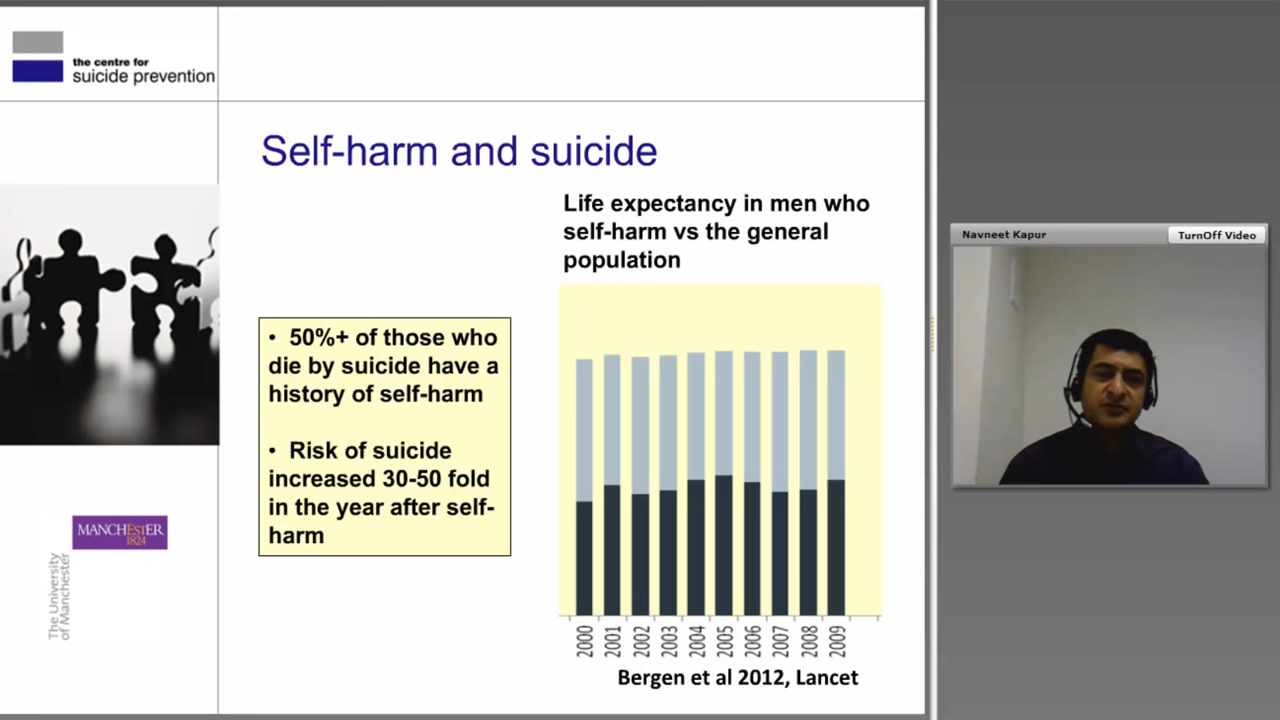 the centre for
suicide prevention
Self-harm and suicide
Life expectancy in men who
self-harm vs the general
population
• 50%+ of those who
die by suicide have a
history of self-harm
• Risk of suicide
increased 30-50 fold
in the year after self-
harm
2000
2001
2002
2003
2004
2005
2006
2007
2008
2009
Bergen et al 2012, Lancet
MANCHESTER
1824
The University
of Manchester
Navneet Kapur
TurnOff Video